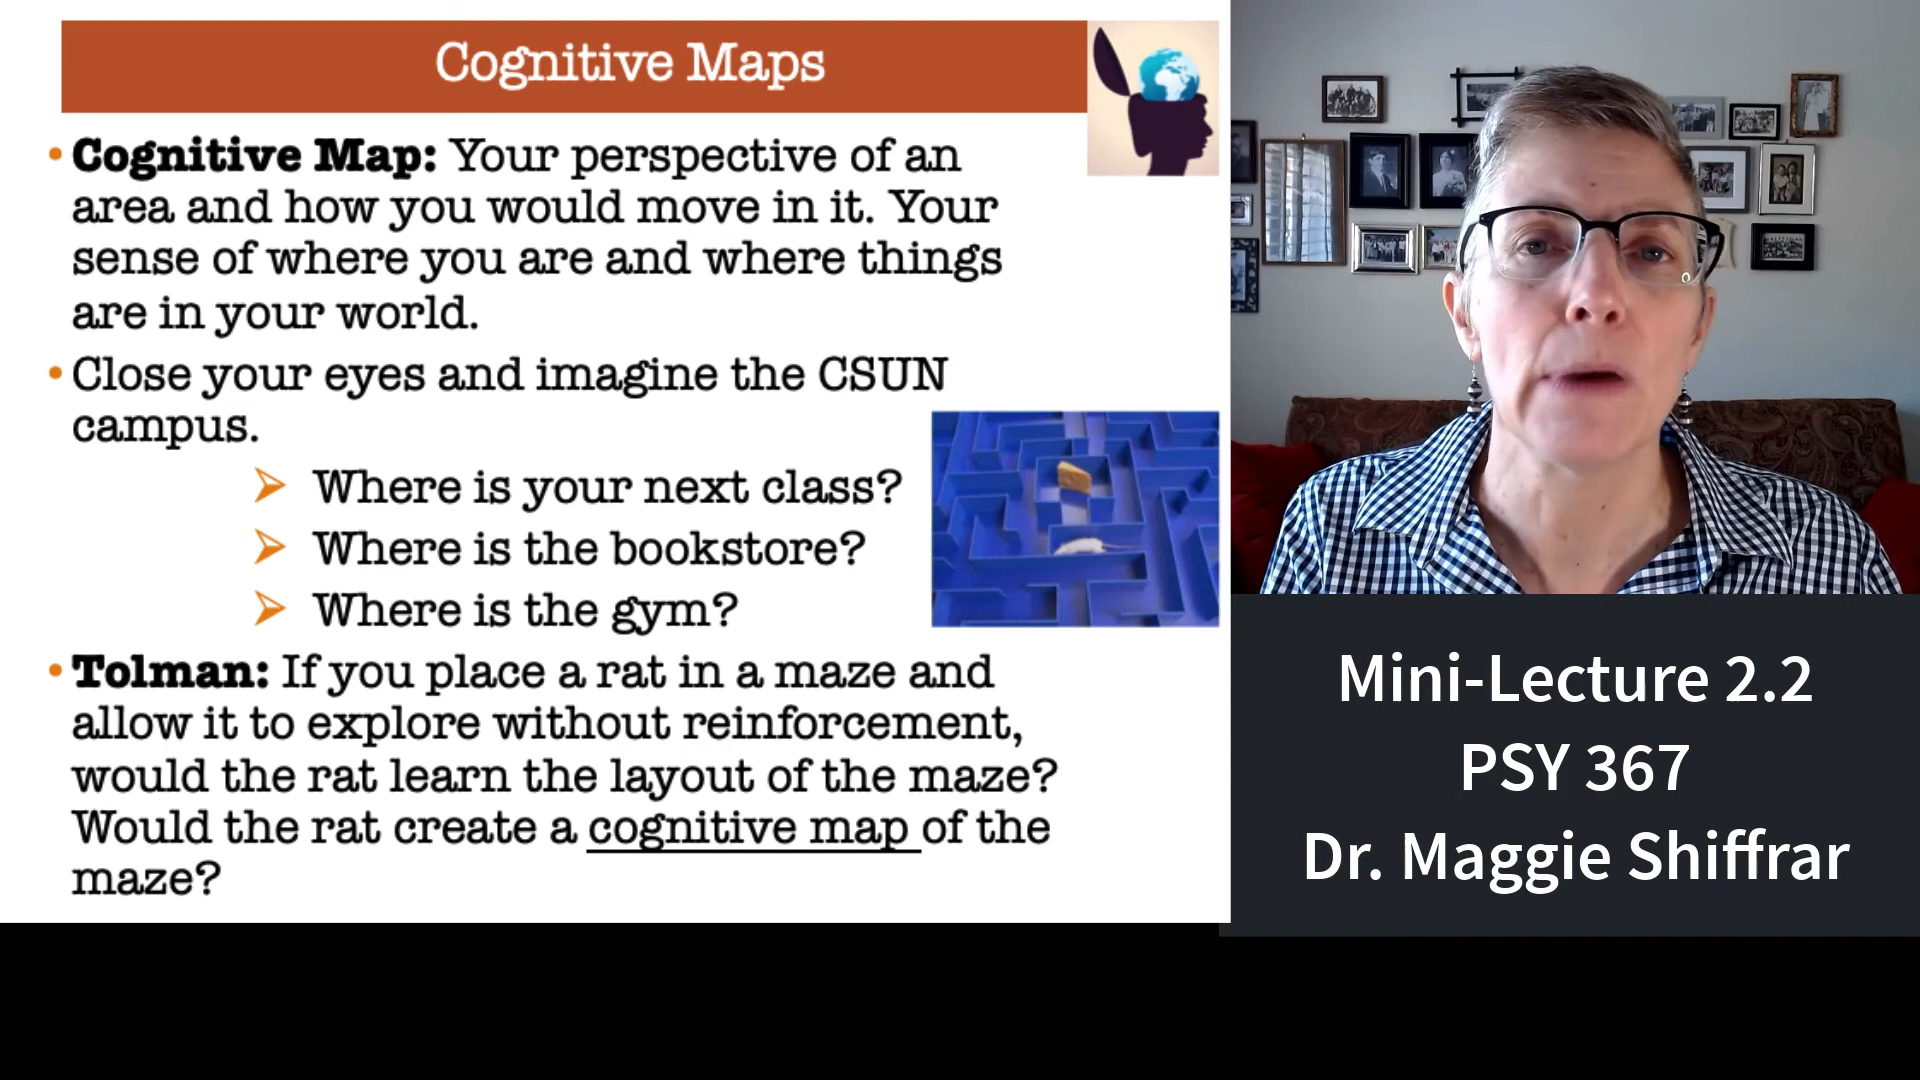 Cognitive Maps
• Cognitive Map: Your perspective of an
area and how you would move in it. Your
sense of where you are and where things
are in your world.
• Close your eyes and imagine the CSUN
campus.
➢ Where is your next class?
➢ Where is the bookstore?
➢ Where is the gym?
• Tolman: If you place a rat in a maze and
allow it to explore without reinforcement,
would the rat learn the layout of the maze?
Would the rat create a cognitive map of the
maze?
Mini-Lecture 2.2
PSY 367
Dr. Maggie Shiffrar